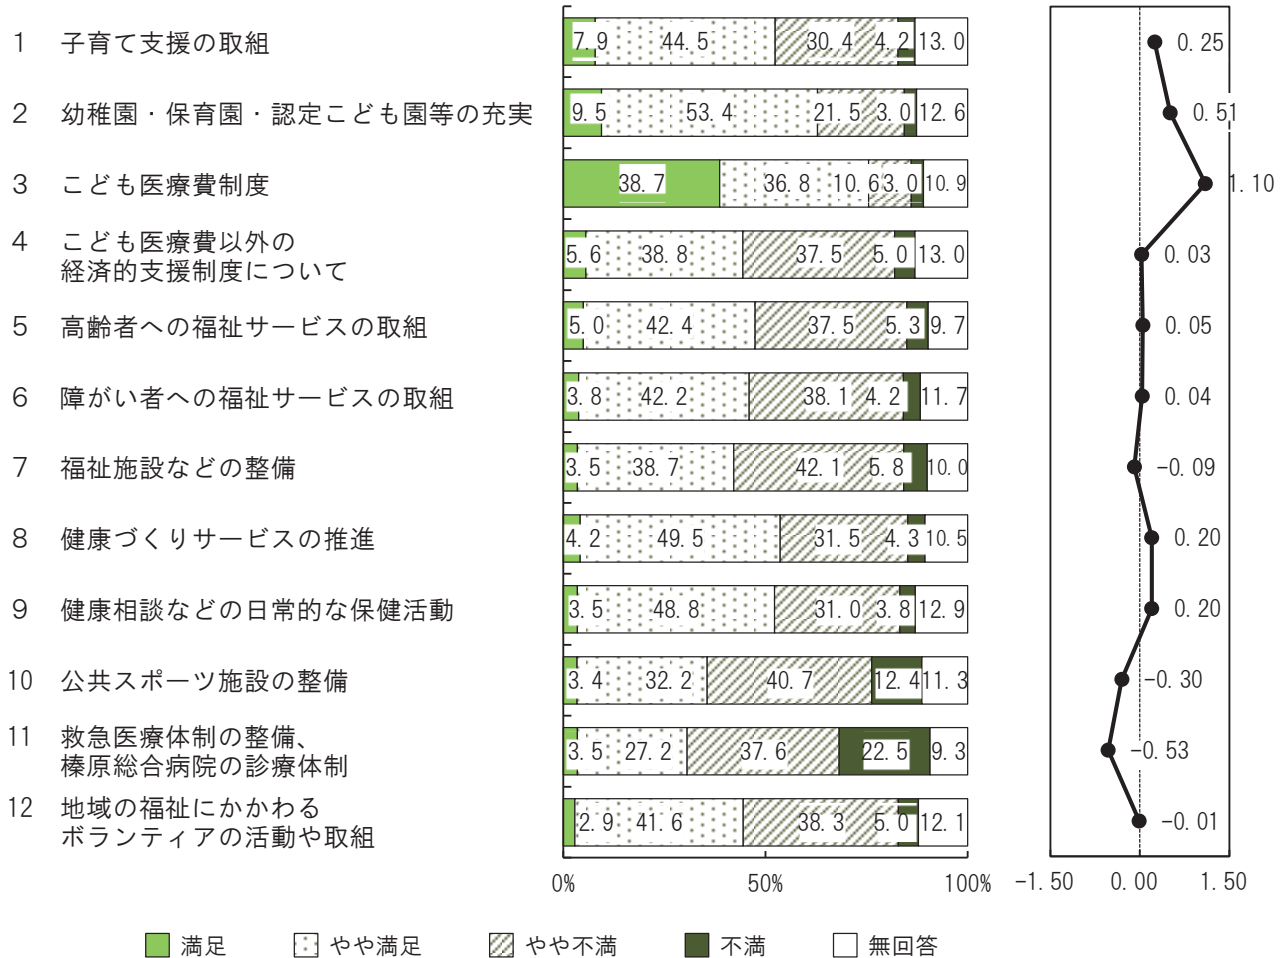 1 子育て支援の取組 7.9 44.5 30.4 4.2 13.0 0.25
2 幼稚園・保育園・認定こども園等の充実 9.5 53.4 21.5 3.0 12.6 0.51
3 こども医療費制度 38.7 36.8 10.6 3.0 10.9 1.10
4 こども医療費以外の
経済的支援制度について 5.6 38.8 37.5 5.0 13.0 0.03
5 高齢者への福祉サービスの取組 5.0 42.4 37.5 5.3 9.7 0.05
6 障がい者への福祉サービスの取組 3.8 42.2 38.1 4.2 11.7 0.04
7 福祉施設などの整備 3.5 38.7 42.1 5.8 10.0 -0.09
8 健康づくりサービスの推進 4.2 49.5 31.5 4.3 10.5 0.20
9 健康相談などの日常的な保健活動 3.5 48.8 31.0 3.8 12.9 0.20
10 公共スポーツ施設の整備 3.4 32.2 40.7 12.4 11.3 -0.30
11 救急医療体制の整備、
榛原総合病院の診療体制 3.5 27.2 37.6 22.5 9.3 -0.53
12 地域の福祉にかかわる
ボランティアの活動や取組 2.9 41.6 38.3 5.0 12.1 -0.01
0% 50% 100% -1.50 0.00 1.50
満足 やや満足 やや不満 不満 無回答